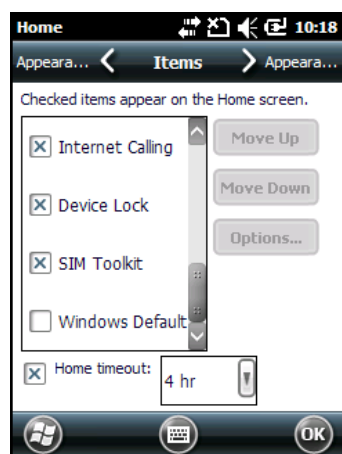 Home 10:18
Appeara... Items Appeara...
Checked items appear on the Home screen.
Internet Calling
Move Up
Device Lock
Move Down
SIM Toolkit
Options...
Windows Default
Home timeout: 4 hr
OK